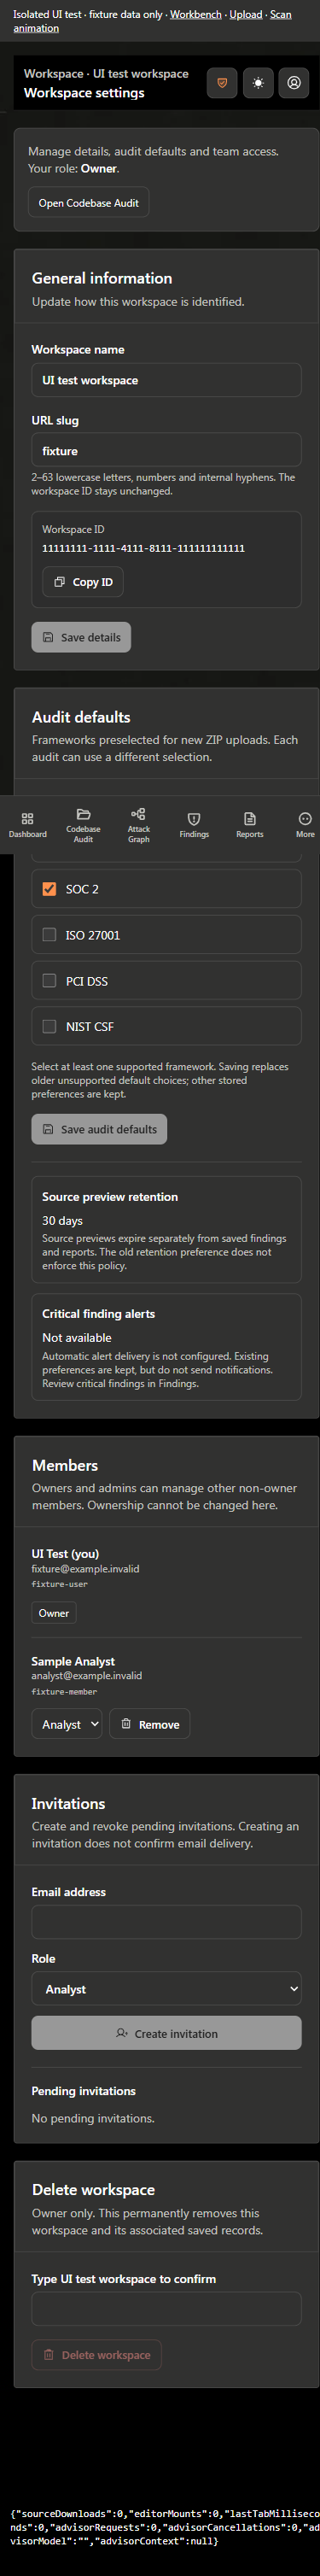 Isolated UI test · fixture data only · Workbench · Upload · Scan
animation
Workspace · UI test workspace
Workspace settings
Manage details, audit defaults and team access.
Your role: Owner.
Open Codebase Audit
General information
Update how this workspace is identified.
Workspace name
UI test workspace
URL slug
fixture
2–63 lowercase letters, numbers and internal hyphens. The
workspace ID stays unchanged.
Workspace ID
11111111-1111-4111-8111-111111111111
Copy ID
Save details
Audit defaults
Frameworks preselected for new ZIP uploads. Each
audit can use a different selection.
Dashboard
Codebase
Audit
Attack
Graph
Findings
Reports
More
SOC 2
ISO 27001
PCI DSS
NIST CSF
Select at least one supported framework. Saving replaces
older unsupported default choices; other stored
preferences are kept.
Save audit defaults
Source preview retention
30 days
Source previews expire separately from saved findings
and reports. The old retention preference does not
enforce this policy.
Critical finding alerts
Not available
Automatic alert delivery is not configured. Existing
preferences are kept, but do not send notifications.
Review critical findings in Findings.
Members
Owners and admins can manage other non-owner
members. Ownership cannot be changed here.
UI Test (you)
fixture@example.invalid
fixture-user
Owner
Sample Analyst
analyst@example.invalid
fixture-member
Analyst
Remove
Invitations
Create and revoke pending invitations. Creating an
invitation does not confirm email delivery.
Email address
Role
Analyst
Create invitation
Pending invitations
No pending invitations.
Delete workspace
Owner only. This permanently removes this
workspace and its associated saved records.
Type UI test workspace to confirm
Delete workspace
{"sourceDownloads":0,"editorMounts":0,"lastTabMilliseco
nds":0,"advisorRequests":0,"advisorCancellations":0,"ad
visorModel":"","advisorContext":null}